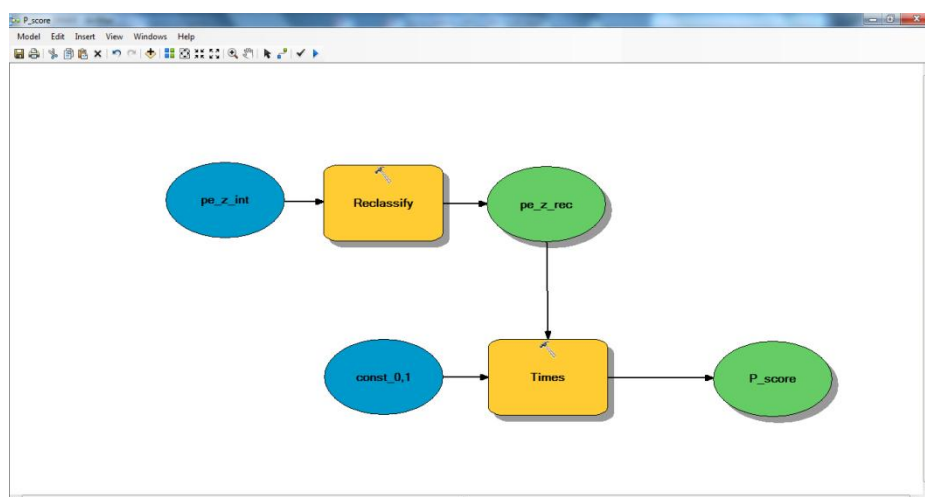 P_score
Model Edit Insert View Windows Help
pe_z_int
Reclassify
pe_z_rec
const_0,1
Times
P_score